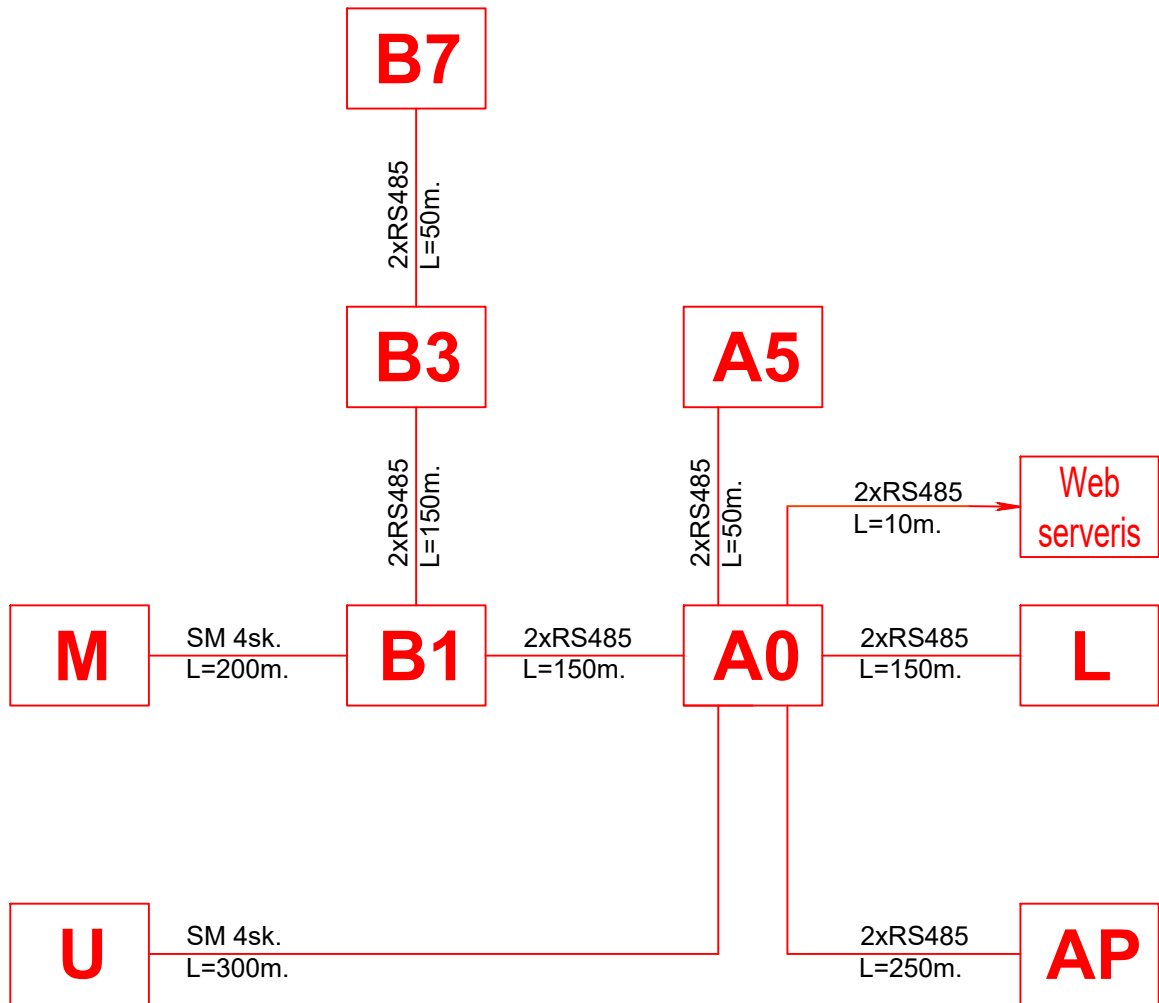 B7
2xRS485
L=50m.
B3
A5
2xRS485
L=150m.
2xRS485
L=50m.
2xRS485
L=10m.
Web
serveris
M
SM 4sk.
L=200m.
B1
2xRS485
L=150m.
A0
2xRS485
L=150m.
L
U
SM 4sk.
L=300m.
2xRS485
L=250m.
AP